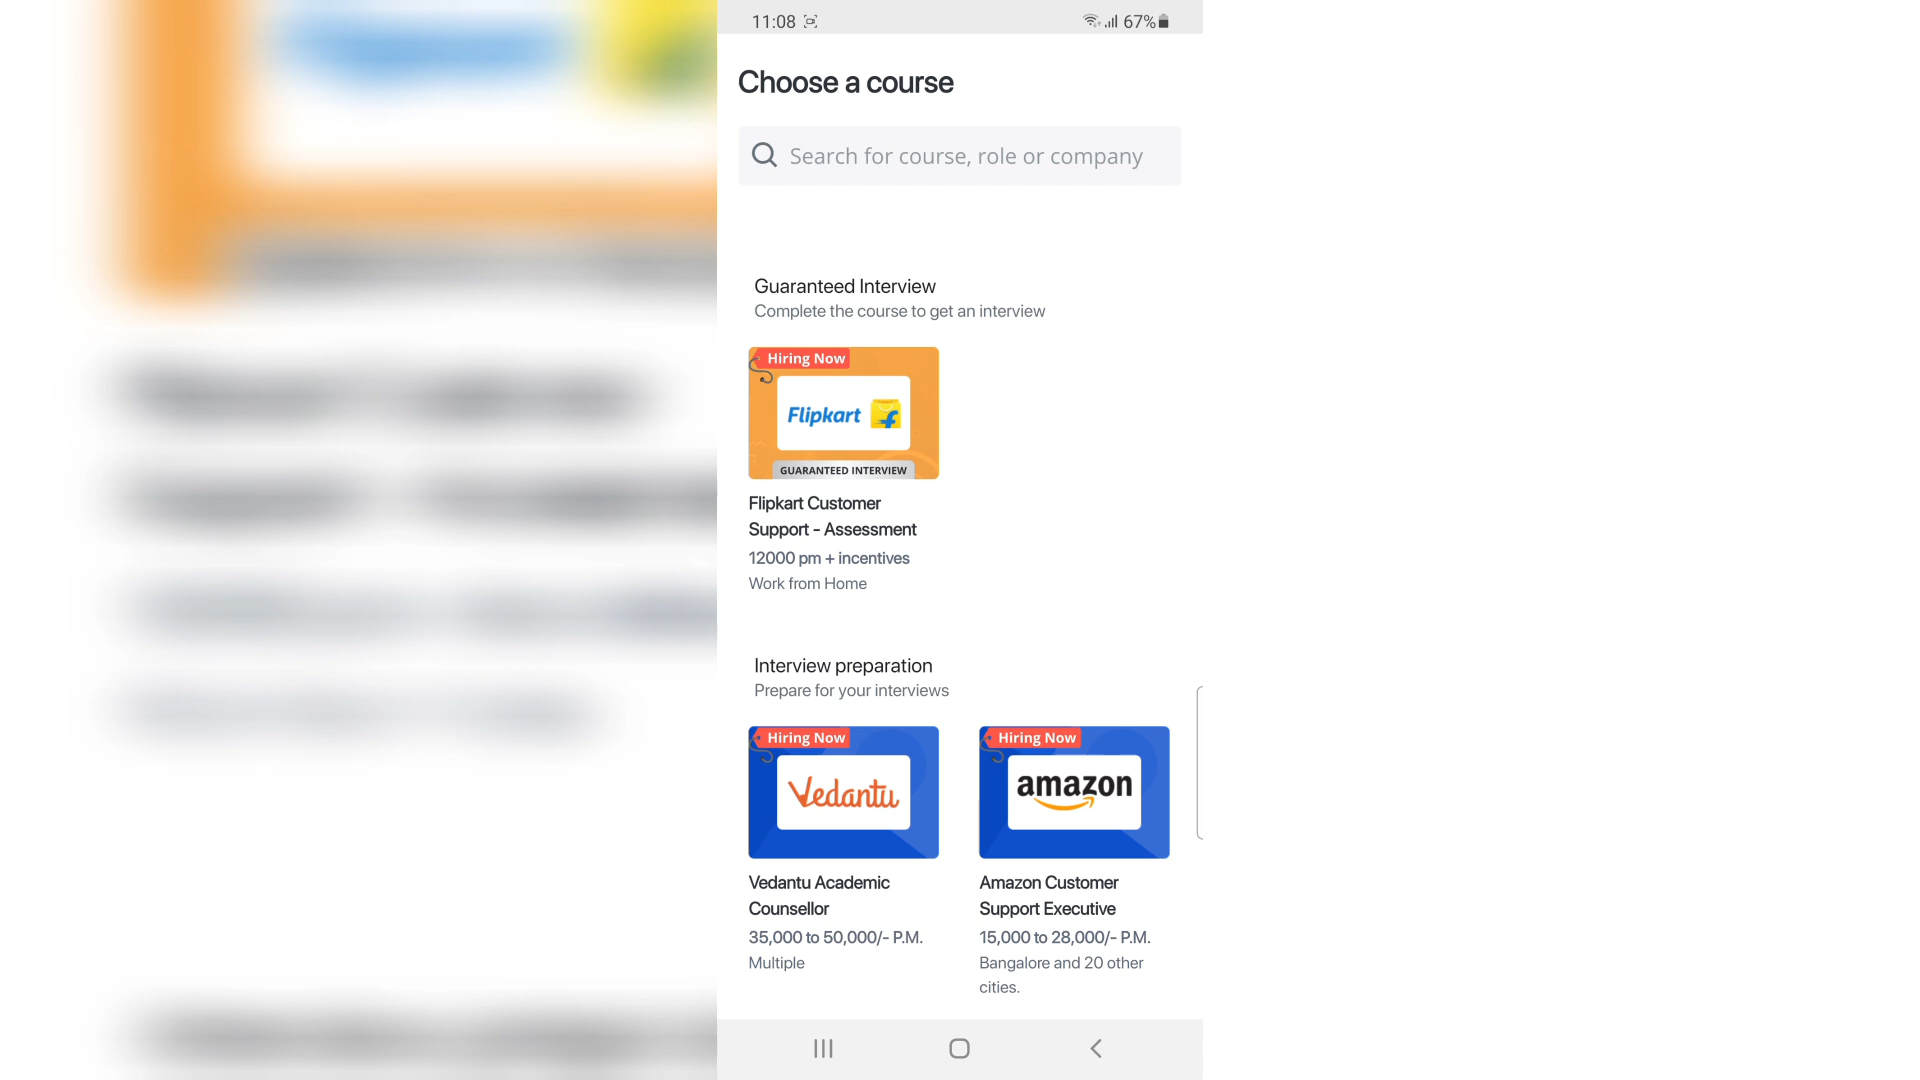 11:08
67%
Choose a course
Search for course, role or company
Guaranteed Interview
Complete the course to get an interview
Hiring Now
Flipkart
GUARANTEED INTERVIEW
Flipkart Customer
Support - Assessment
12000 pm + incentives
Work from Home
Interview preparation
Prepare for your interviews
Hiring Now
Vedantu
Vedantu Academic
Counsellor
35,000 to 50,000/- P.M.
Multiple
Hiring Now
amazon
Amazon Customer
Support Executive
15,000 to 28,000/- P.M.
Bangalore and 20 other
cities.